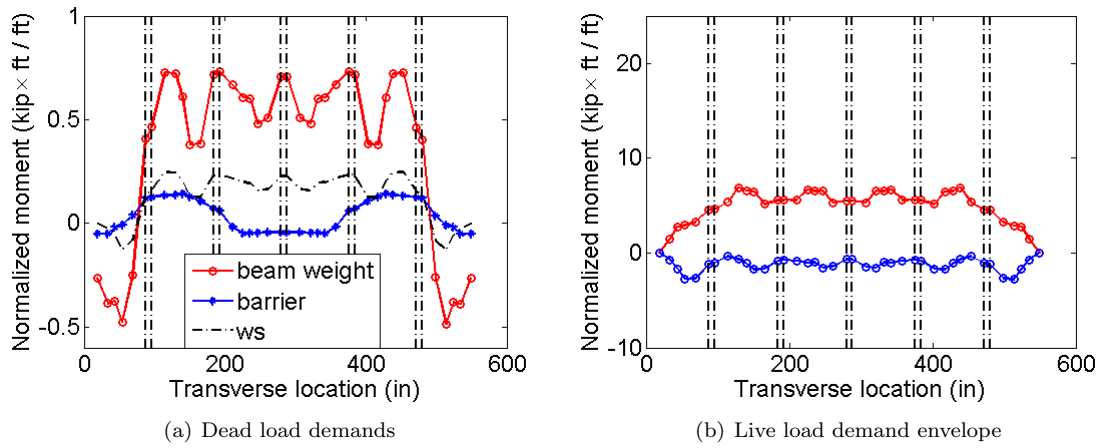 1
0.5
0
-0.5
Normalized moment (kip× ft / ft)
beam weight
barrier
ws
0 200 400 600
Transverse location (in)
(a) Dead load demands
20
10
0
-10
Normalized moment (kip× ft / ft)
0 200 400 600
Transverse location (in)
(b) Live load demand envelope